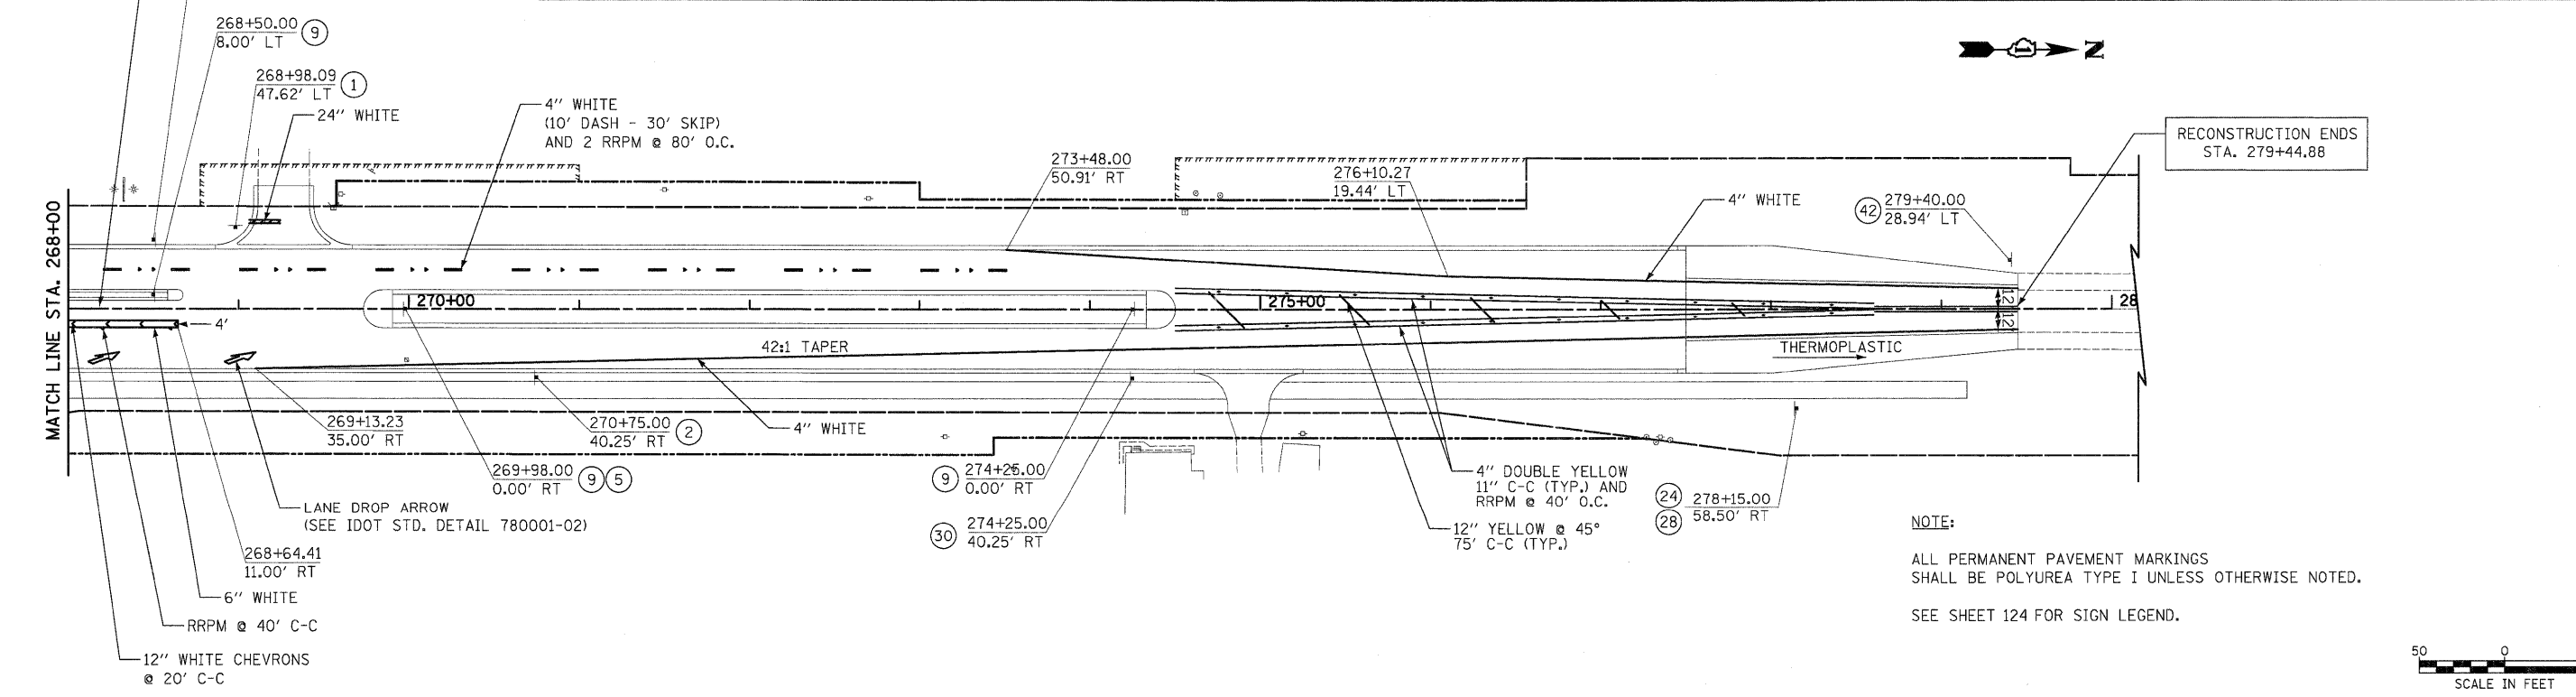 268+50.00
8.00' LT
9
268+98.09
47.62' LT
1
24" WHITE
4" WHITE
(10' DASH - 30' SKIP)
AND 2 RRPM @ 80' O.C.
273+48.00
50.91' RT
276+10.27
19.44' LT
4" WHITE
42
279+40.00
28.94' LT
RECONSTRUCTION ENDS
STA. 279+44.88
N
MATCH LINE STA. 268+00
270+00
275+00
28
12
12
4'
42:1 TAPER
THERMOPLASTIC
269+13.23
35.00' RT
270+75.00
40.25' RT
2
4" WHITE
269+98.00
0.00' RT
9
5
9
274+25.00
0.00' RT
30
274+25.00
40.25' RT
4" DOUBLE YELLOW
11" C-C (TYP.) AND
RRPM @ 40' O.C.
12" YELLOW @ 45°
75' C-C (TYP.)
24
28
278+15.00
58.50' RT
LANE DROP ARROW
(SEE IDOT STD. DETAIL 780001-02)
268+64.41
11.00' RT
6" WHITE
RRPM @ 40' C-C
12" WHITE CHEVRONS
@ 20' C-C
NOTE:
ALL PERMANENT PAVEMENT MARKINGS
SHALL BE POLYUREA TYPE I UNLESS OTHERWISE NOTED.
SEE SHEET 124 FOR SIGN LEGEND.
50
0
SCALE IN FEET